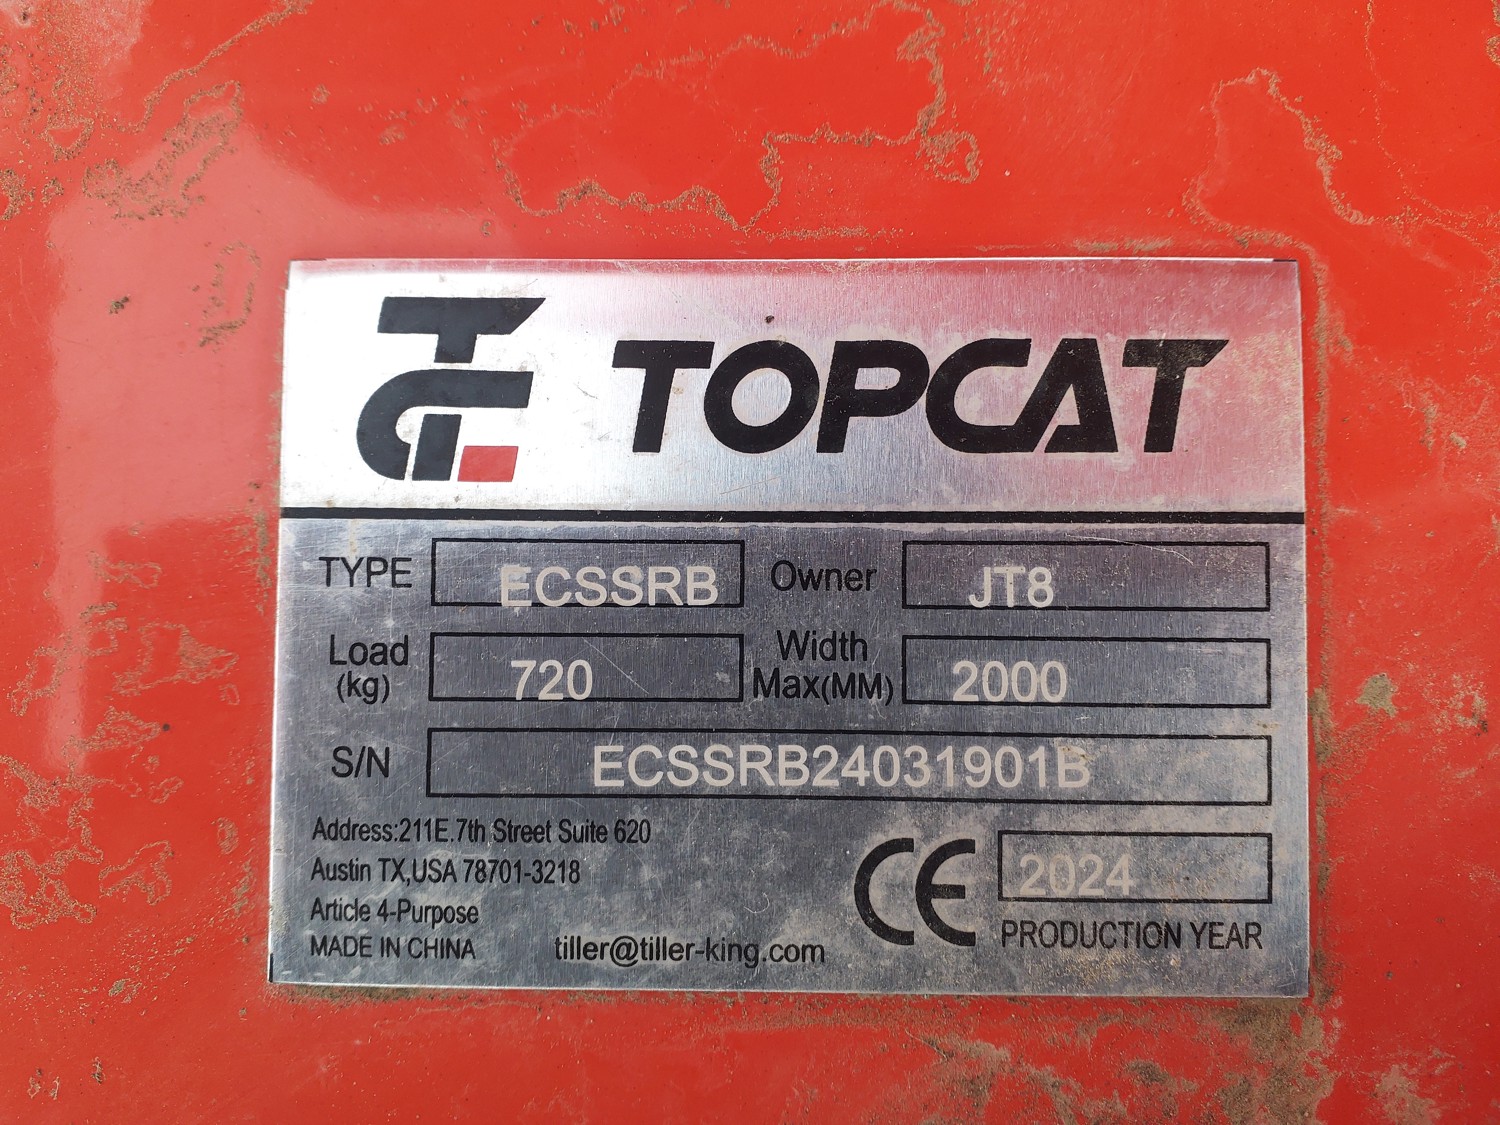 TC TOPCAT
TYPE ECSSRB Owner JT8
Load (kg) 720 Width Max(MM) 2000
S/N ECSSRB24031901B
Address:211E.7th Street Suite 620
Austin TX,USA 78701-3218
Article 4-Purpose
MADE IN CHINA tiller@tiller-king.com
CE 2024
PRODUCTION YEAR